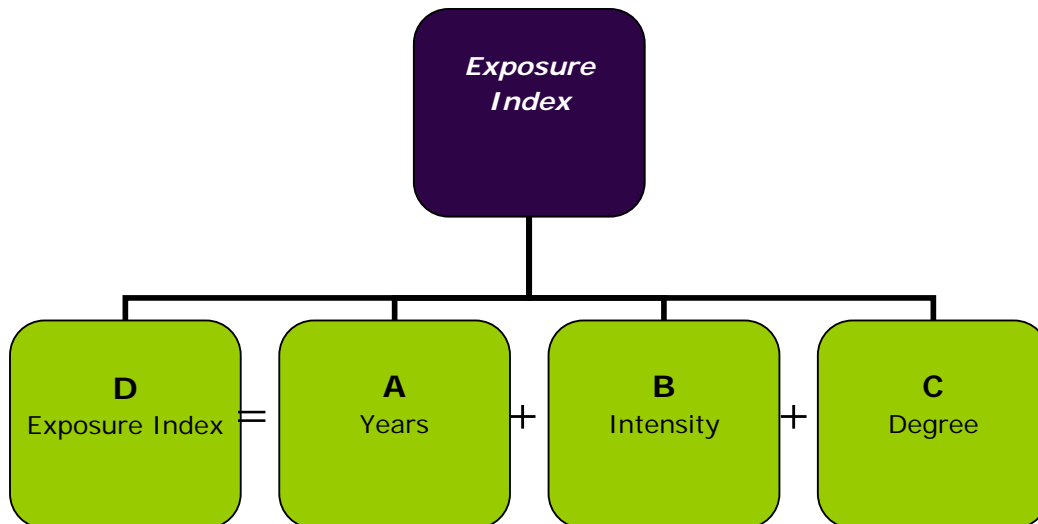 Exposure
Index
D
Exposure Index
=
A
Years
+
B
Intensity
+
C
Degree